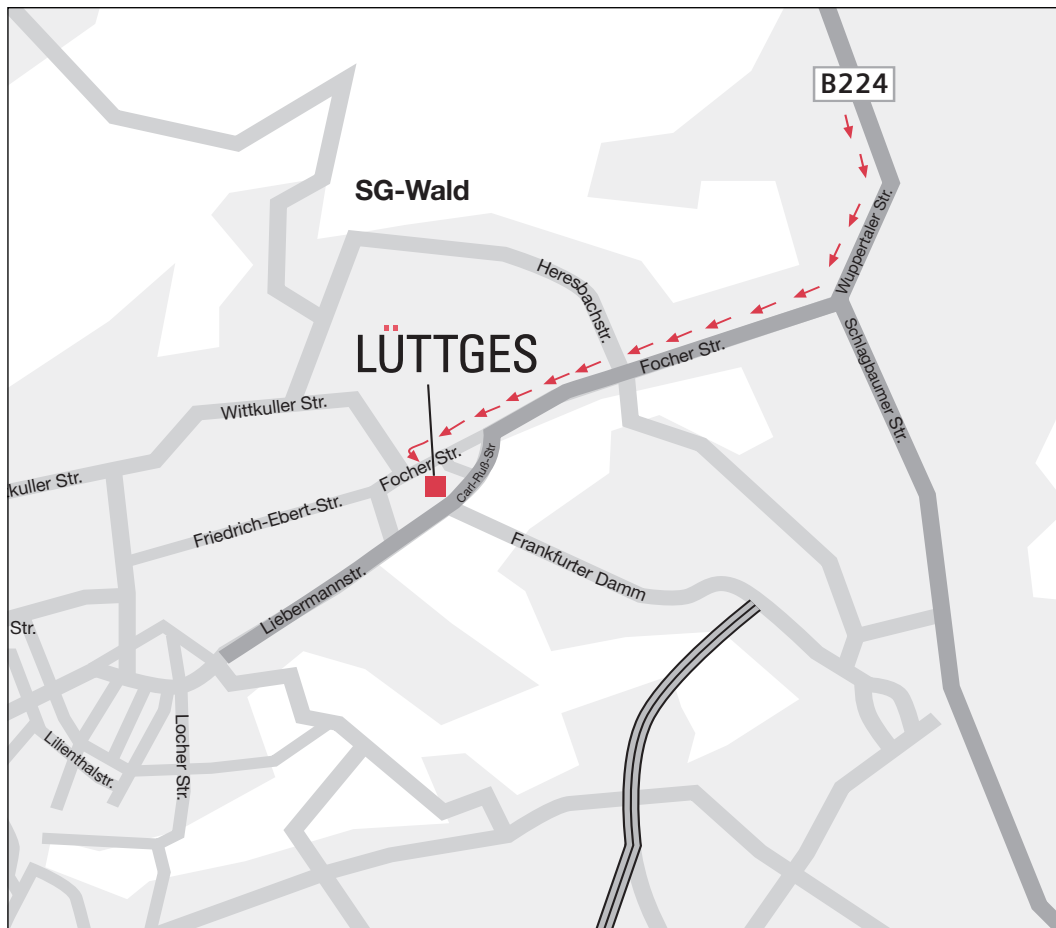 B224
SG-Wald
Wuppertaler Str.
Heresbachstr.
Schlagbaumer Str.
LÜTTGES
Focher Str.
Wittkuller Str.
Carl-Ruß-Str
Focher Str.
kuller Str.
Friedrich-Ebert-Str.
Frankfurter Damm
Liebermannstr.
Str.
Locher Str.
Lilienthalstr.